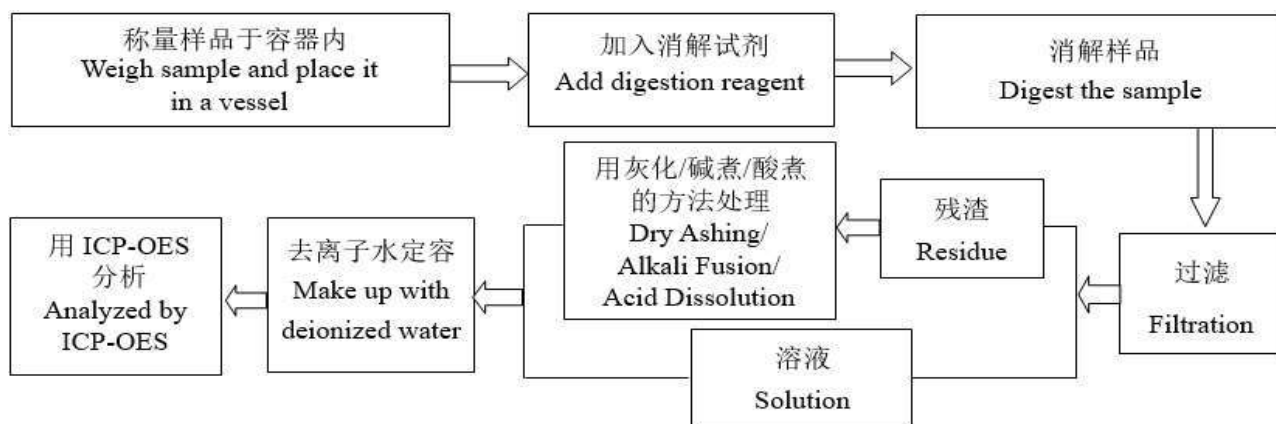 称量样品于容器内
Weigh sample and place it
in a vessel
加入消解试剂
Add digestion reagent
消解样品
Digest the sample
过滤
Filtration
残渣
Residue
用灰化/碱煮/酸煮
的方法处理
Dry Ashing/
Alkali Fusion/
Acid Dissolution
溶液
Solution
去离子水定容
Make up with
deionized water
用 ICP-OES
分析
Analyzed by
ICP-OES